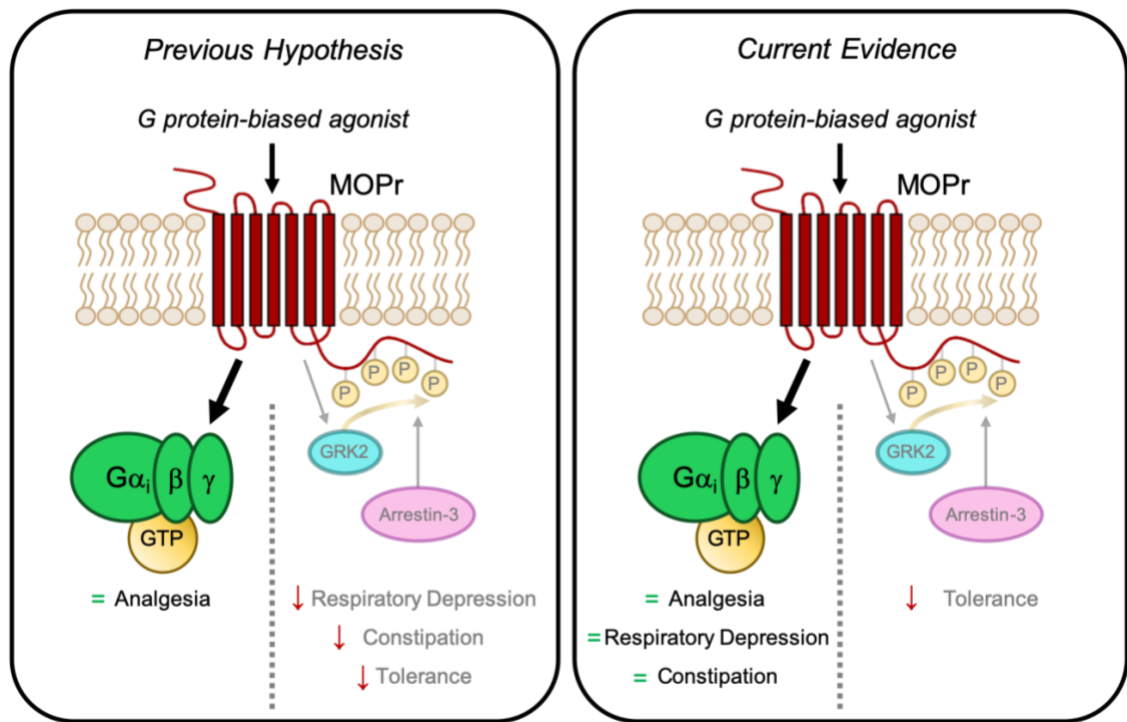 Previous Hypothesis
G protein-biased agonist
MOPr
P
P
P
P
GRK2
Gαi
β
γ
Arrestin-3
GTP
= Analgesia
↓ Respiratory Depression
↓ Constipation
↓ Tolerance
Current Evidence
G protein-biased agonist
MOPr
P
P
P
P
GRK2
Gαi
β
γ
Arrestin-3
GTP
= Analgesia
= Respiratory Depression
= Constipation
↓ Tolerance